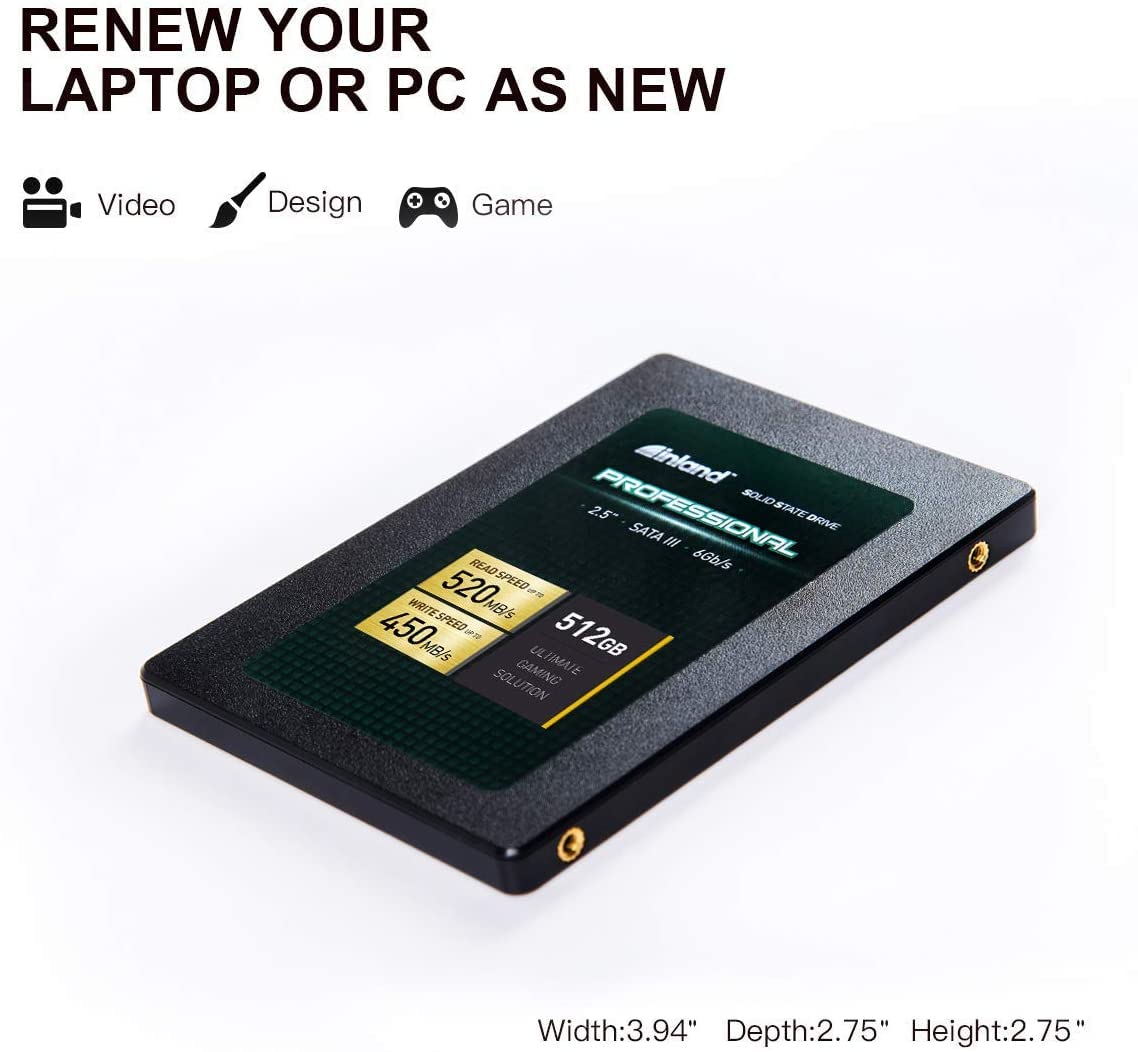 RENEW YOUR
LAPTOP OR PC AS NEW
Video Design Game
inland™ SOLID STATE DRIVE
PROFESSIONAL
· 2.5" · SATA III · 6Gb/s ·
READ SPEED UP TO
520MB/s
WRITE SPEED UP TO
450MB/s
512GB
ULTIMATE
GAMING
SOLUTION
Width:3.94" Depth:2.75" Height:2.75"